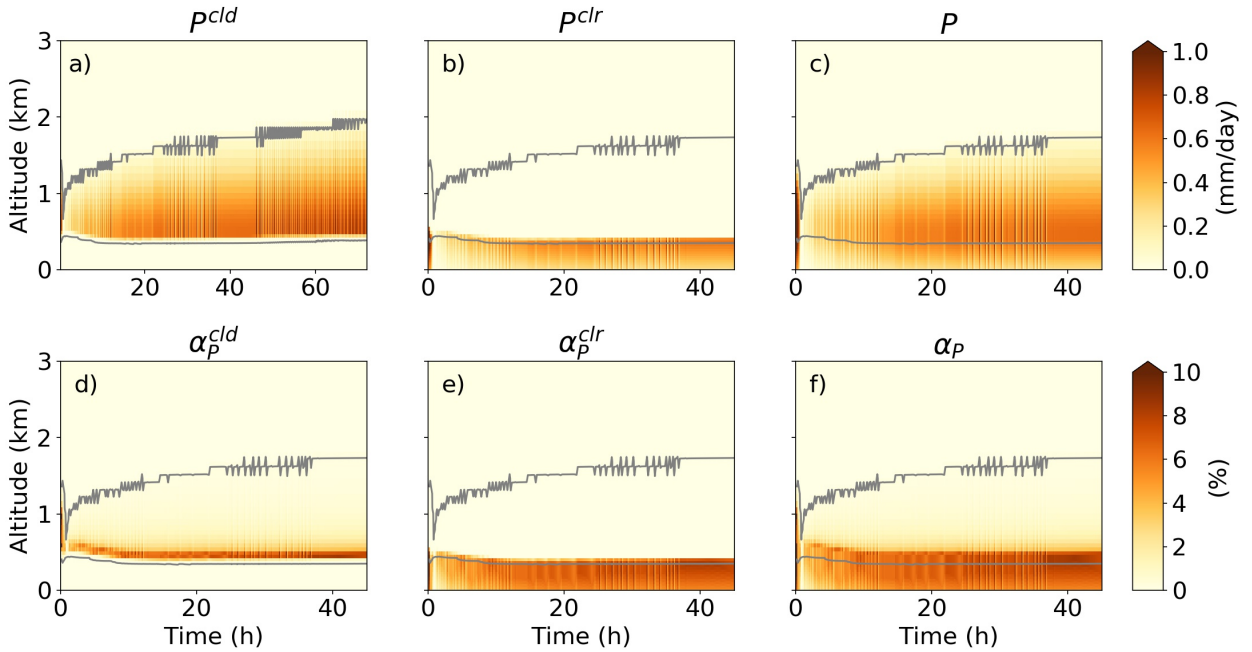 P^cld P^clr P
a) b) c)
3
2
1
0
Altitude (km)
20 40 60
0 20 40
0 20 40
1.0
0.8
0.6
0.4
0.2
0.0
(mm/day)
α_P^cld α_P^clr α_P
d) e) f)
3
2
1
0
Altitude (km)
0 20 40
0 20 40
0 20 40
Time (h) Time (h) Time (h)
10
8
6
4
2
0
(%)